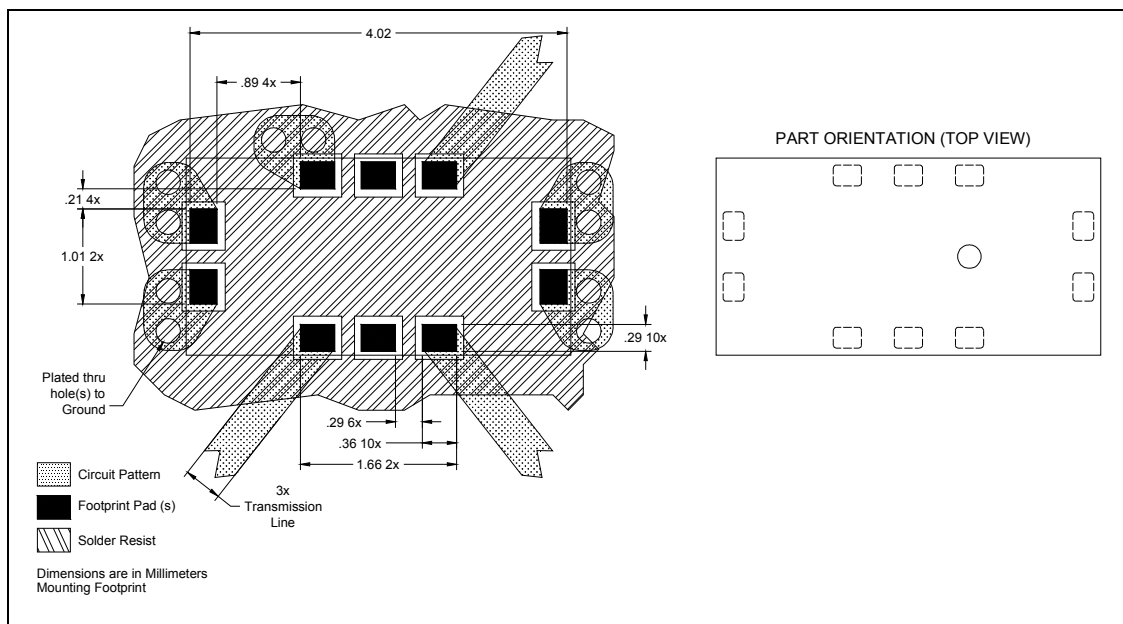 4.02
.89 4x
PART ORIENTATION (TOP VIEW)
.21 4x
1.01 2x
.29 10x
Plated thru
hole(s) to
Ground
.29 6x
.36 10x
1.66 2x
Circuit Pattern
3x
Transmission
Line
Footprint Pad (s)
Solder Resist
Dimensions are in Millimeters
Mounting Footprint